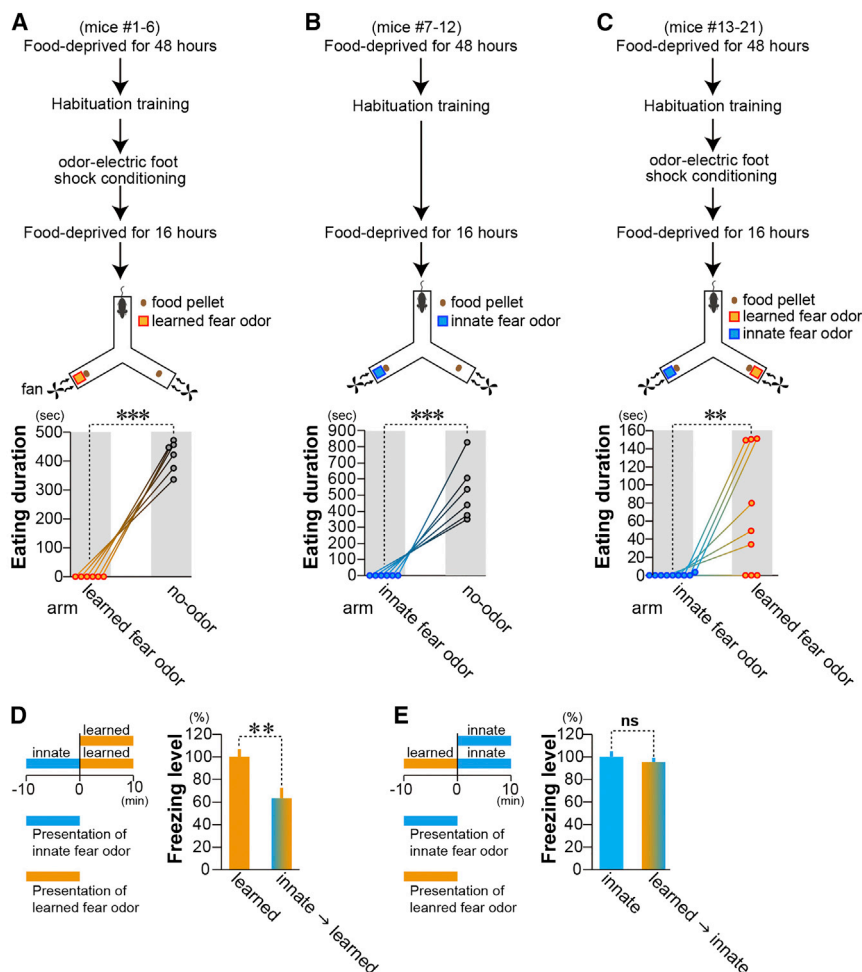 A
(mice #1-6)
Food-deprived for 48 hours
Habituation training
odor-electric foot
shock conditioning
Food-deprived for 16 hours
food pellet
learned fear odor
fan
(sec)
***
Eating duration
500
400
300
200
100
0
arm
learned fear odor
no-odor
B
(mice #7-12)
Food-deprived for 48 hours
Habituation training
Food-deprived for 16 hours
food pellet
innate fear odor
(sec)
***
Eating duration
900
800
700
600
500
400
300
200
100
0
arm
innate fear odor
no-odor
C
(mice #13-21)
Food-deprived for 48 hours
Habituation training
odor-electric foot
shock conditioning
Food-deprived for 16 hours
food pellet
learned fear odor
innate fear odor
(sec)
**
Eating duration
160
140
120
100
80
60
40
20
0
arm
innate fear odor
learned fear odor
D
learned
innate learned
-10 0 10
(min)
Presentation of
innate fear odor
Presentation of
learned fear odor
(%)
**
Freezing level
120
100
80
60
40
20
0
learned
innate → learned
E
innate
learned innate
-10 0 10
(min)
Presentation of
innate fear odor
Presentation of
leanred fear odor
(%)
ns
Freezing level
120
100
80
60
40
20
0
innate
learned → innate